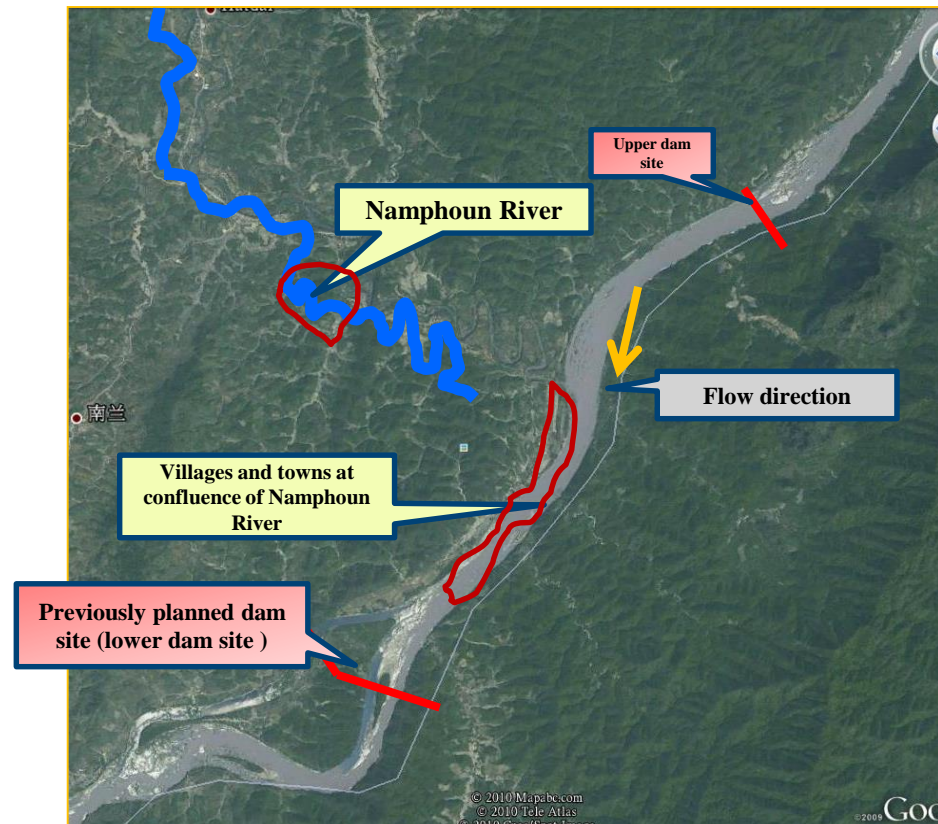 Upper dam
site
Namphoun River
Flow direction
南兰
Villages and towns at
confluence of Namphoun
River
Previously planned dam
site (lower dam site )
© 2010 Mapabc.com
© 2010 Tele Atlas
©2009 Goo